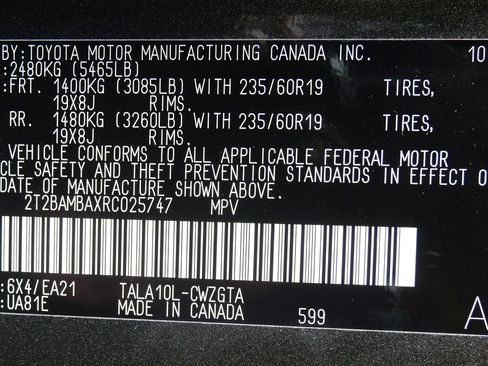 BY:TOYOTA MOTOR MANUFACTURING CANADA INC. 10
:2480KG (5465LB)
:FRT. 1400KG (3085LB) WITH 235/60R19 TIRES,
19X8J RIMS.
RR. 1480KG (3260LB) WITH 235/60R19 TIRES,
19X8J RIMS.
VEHICLE CONFORMS TO ALL APPLICABLE FEDERAL MOTOR
CLE SAFETY AND THEFT PREVENTION STANDARDS IN EFFECT O
DATE OF MANUFACTURE SHOWN ABOVE.
2T2BAMBAXRC025747 MPV
:6X4/EA21 TALA10L-CWZGTA
:UA81E MADE IN CANADA 599 A